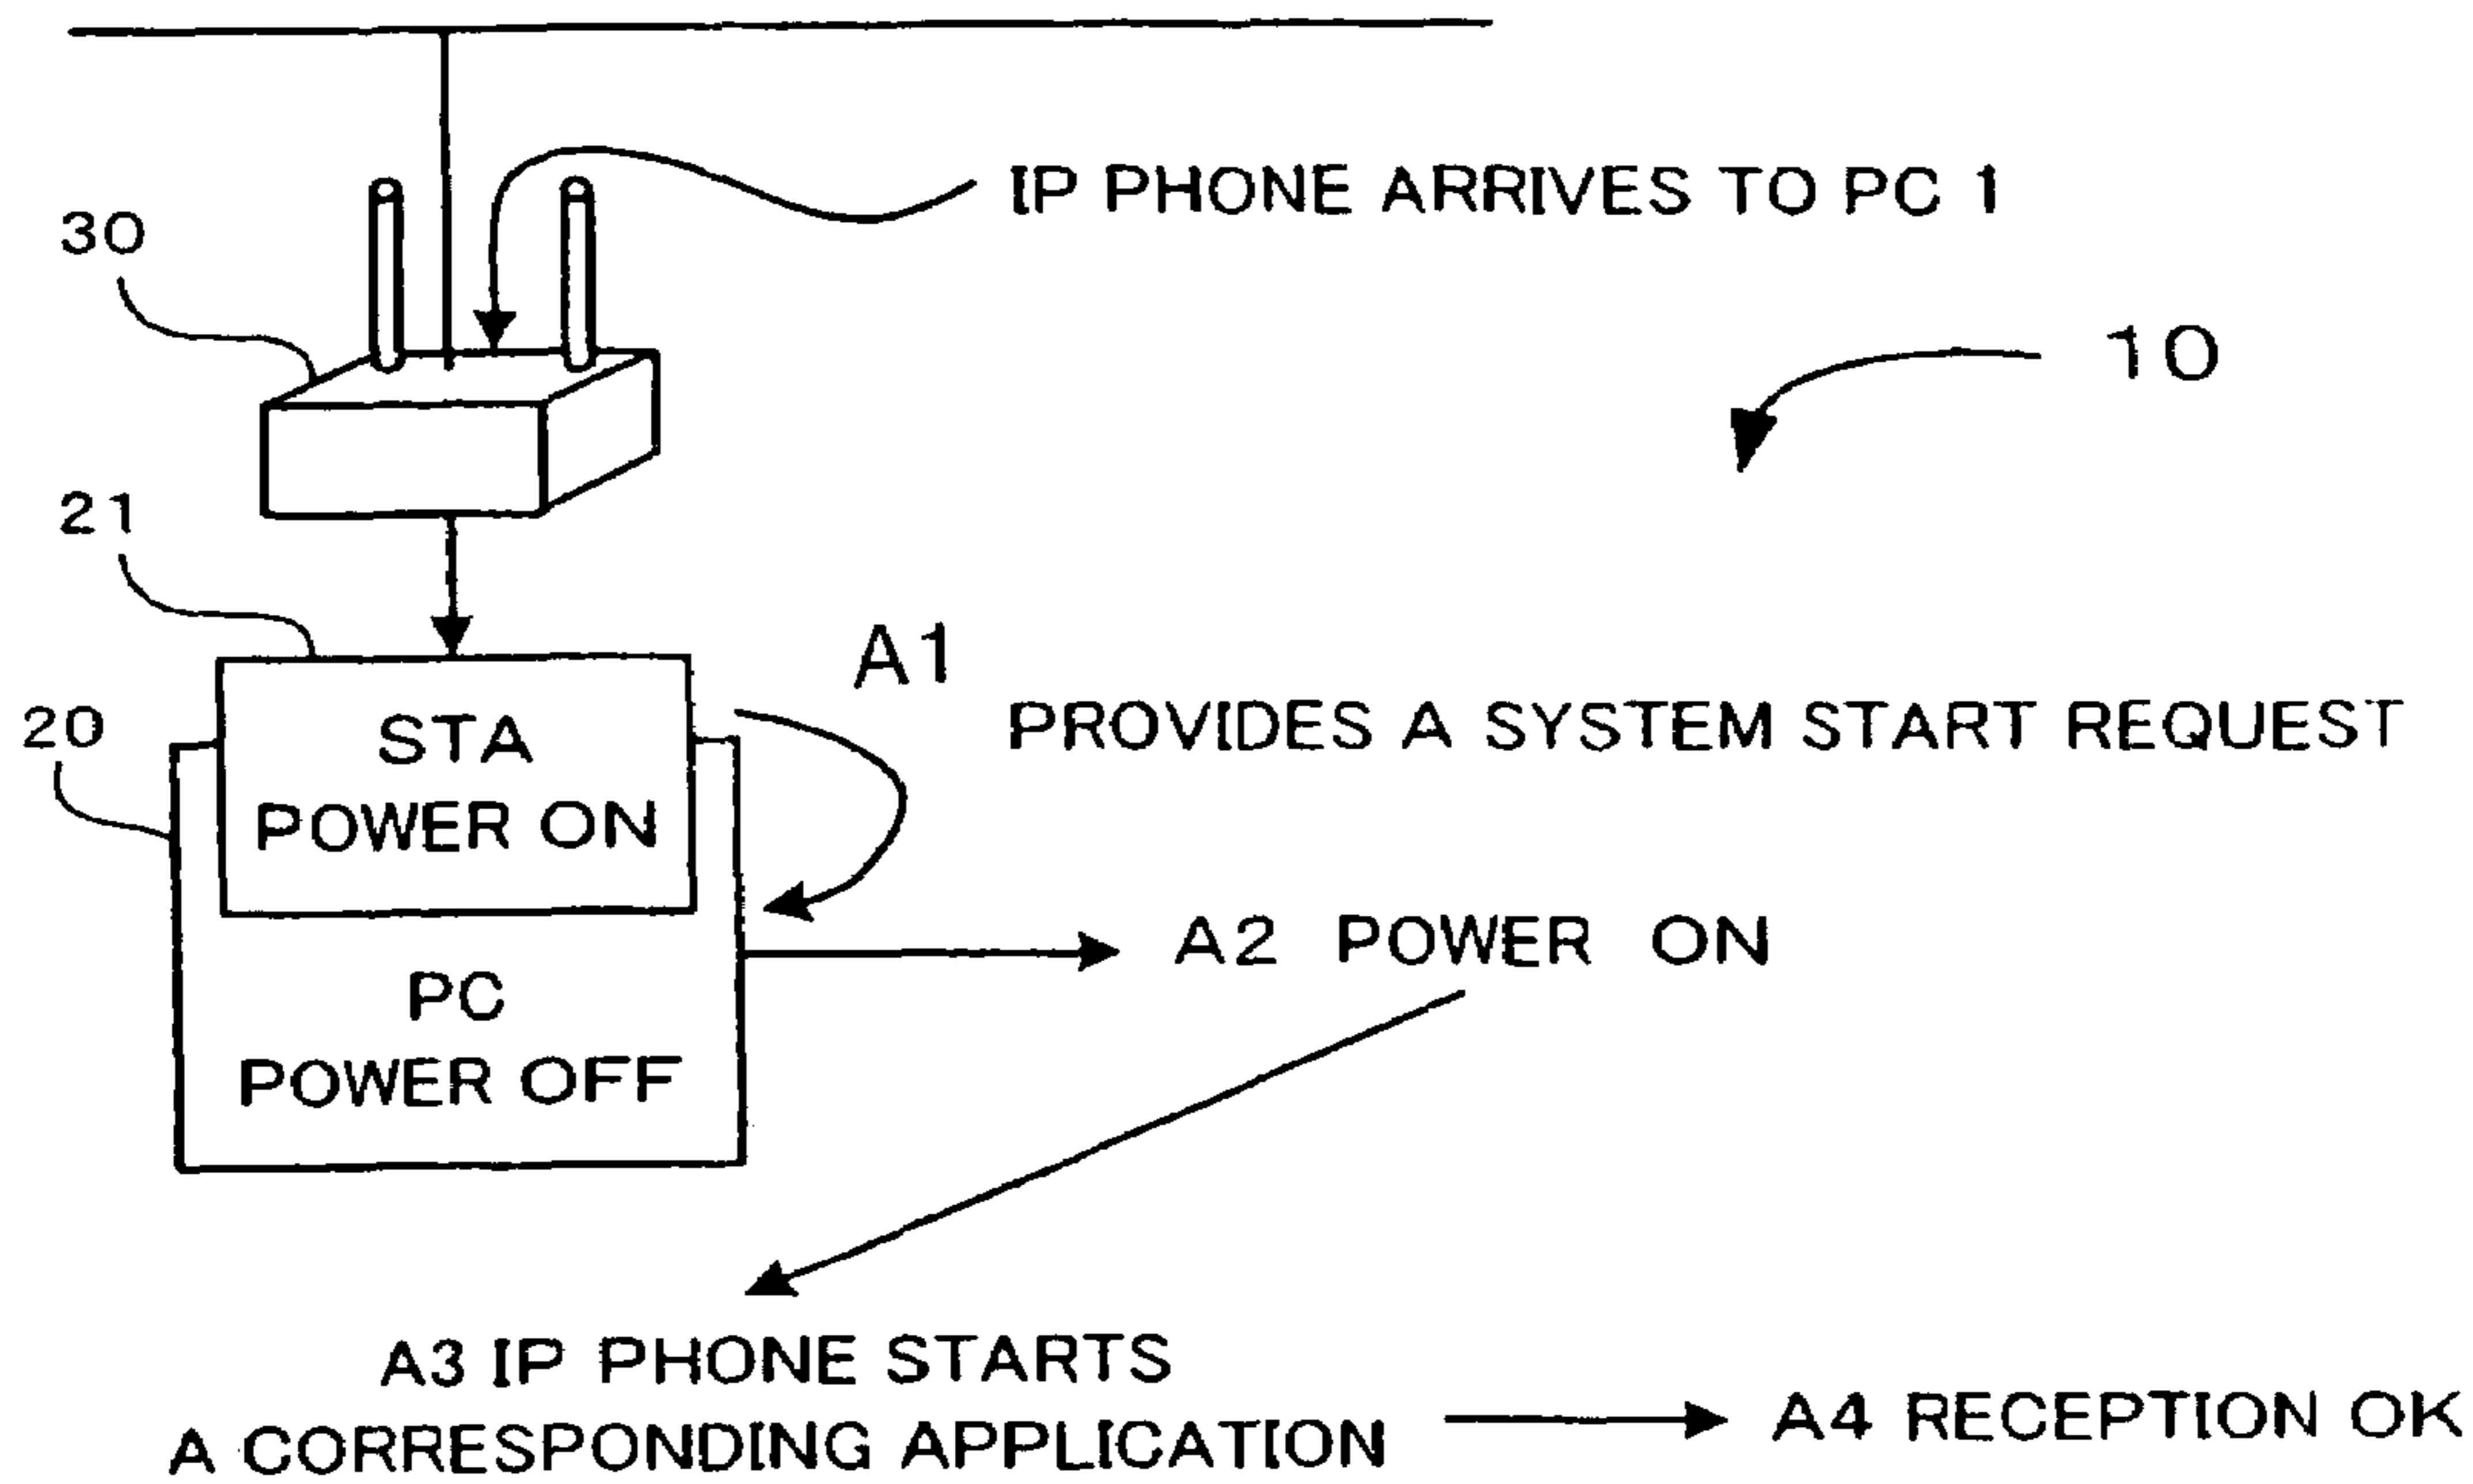 IP PHONE ARRIVES TO PC 1
30
10
21
A1
PROVIDES A SYSTEM START REQUEST
20
STA
POWER ON
A2 POWER ON
PC
POWER OFF
A3 IP PHONE STARTS
A CORRESPONDING APPLICATION
A4 RECEPTION OK